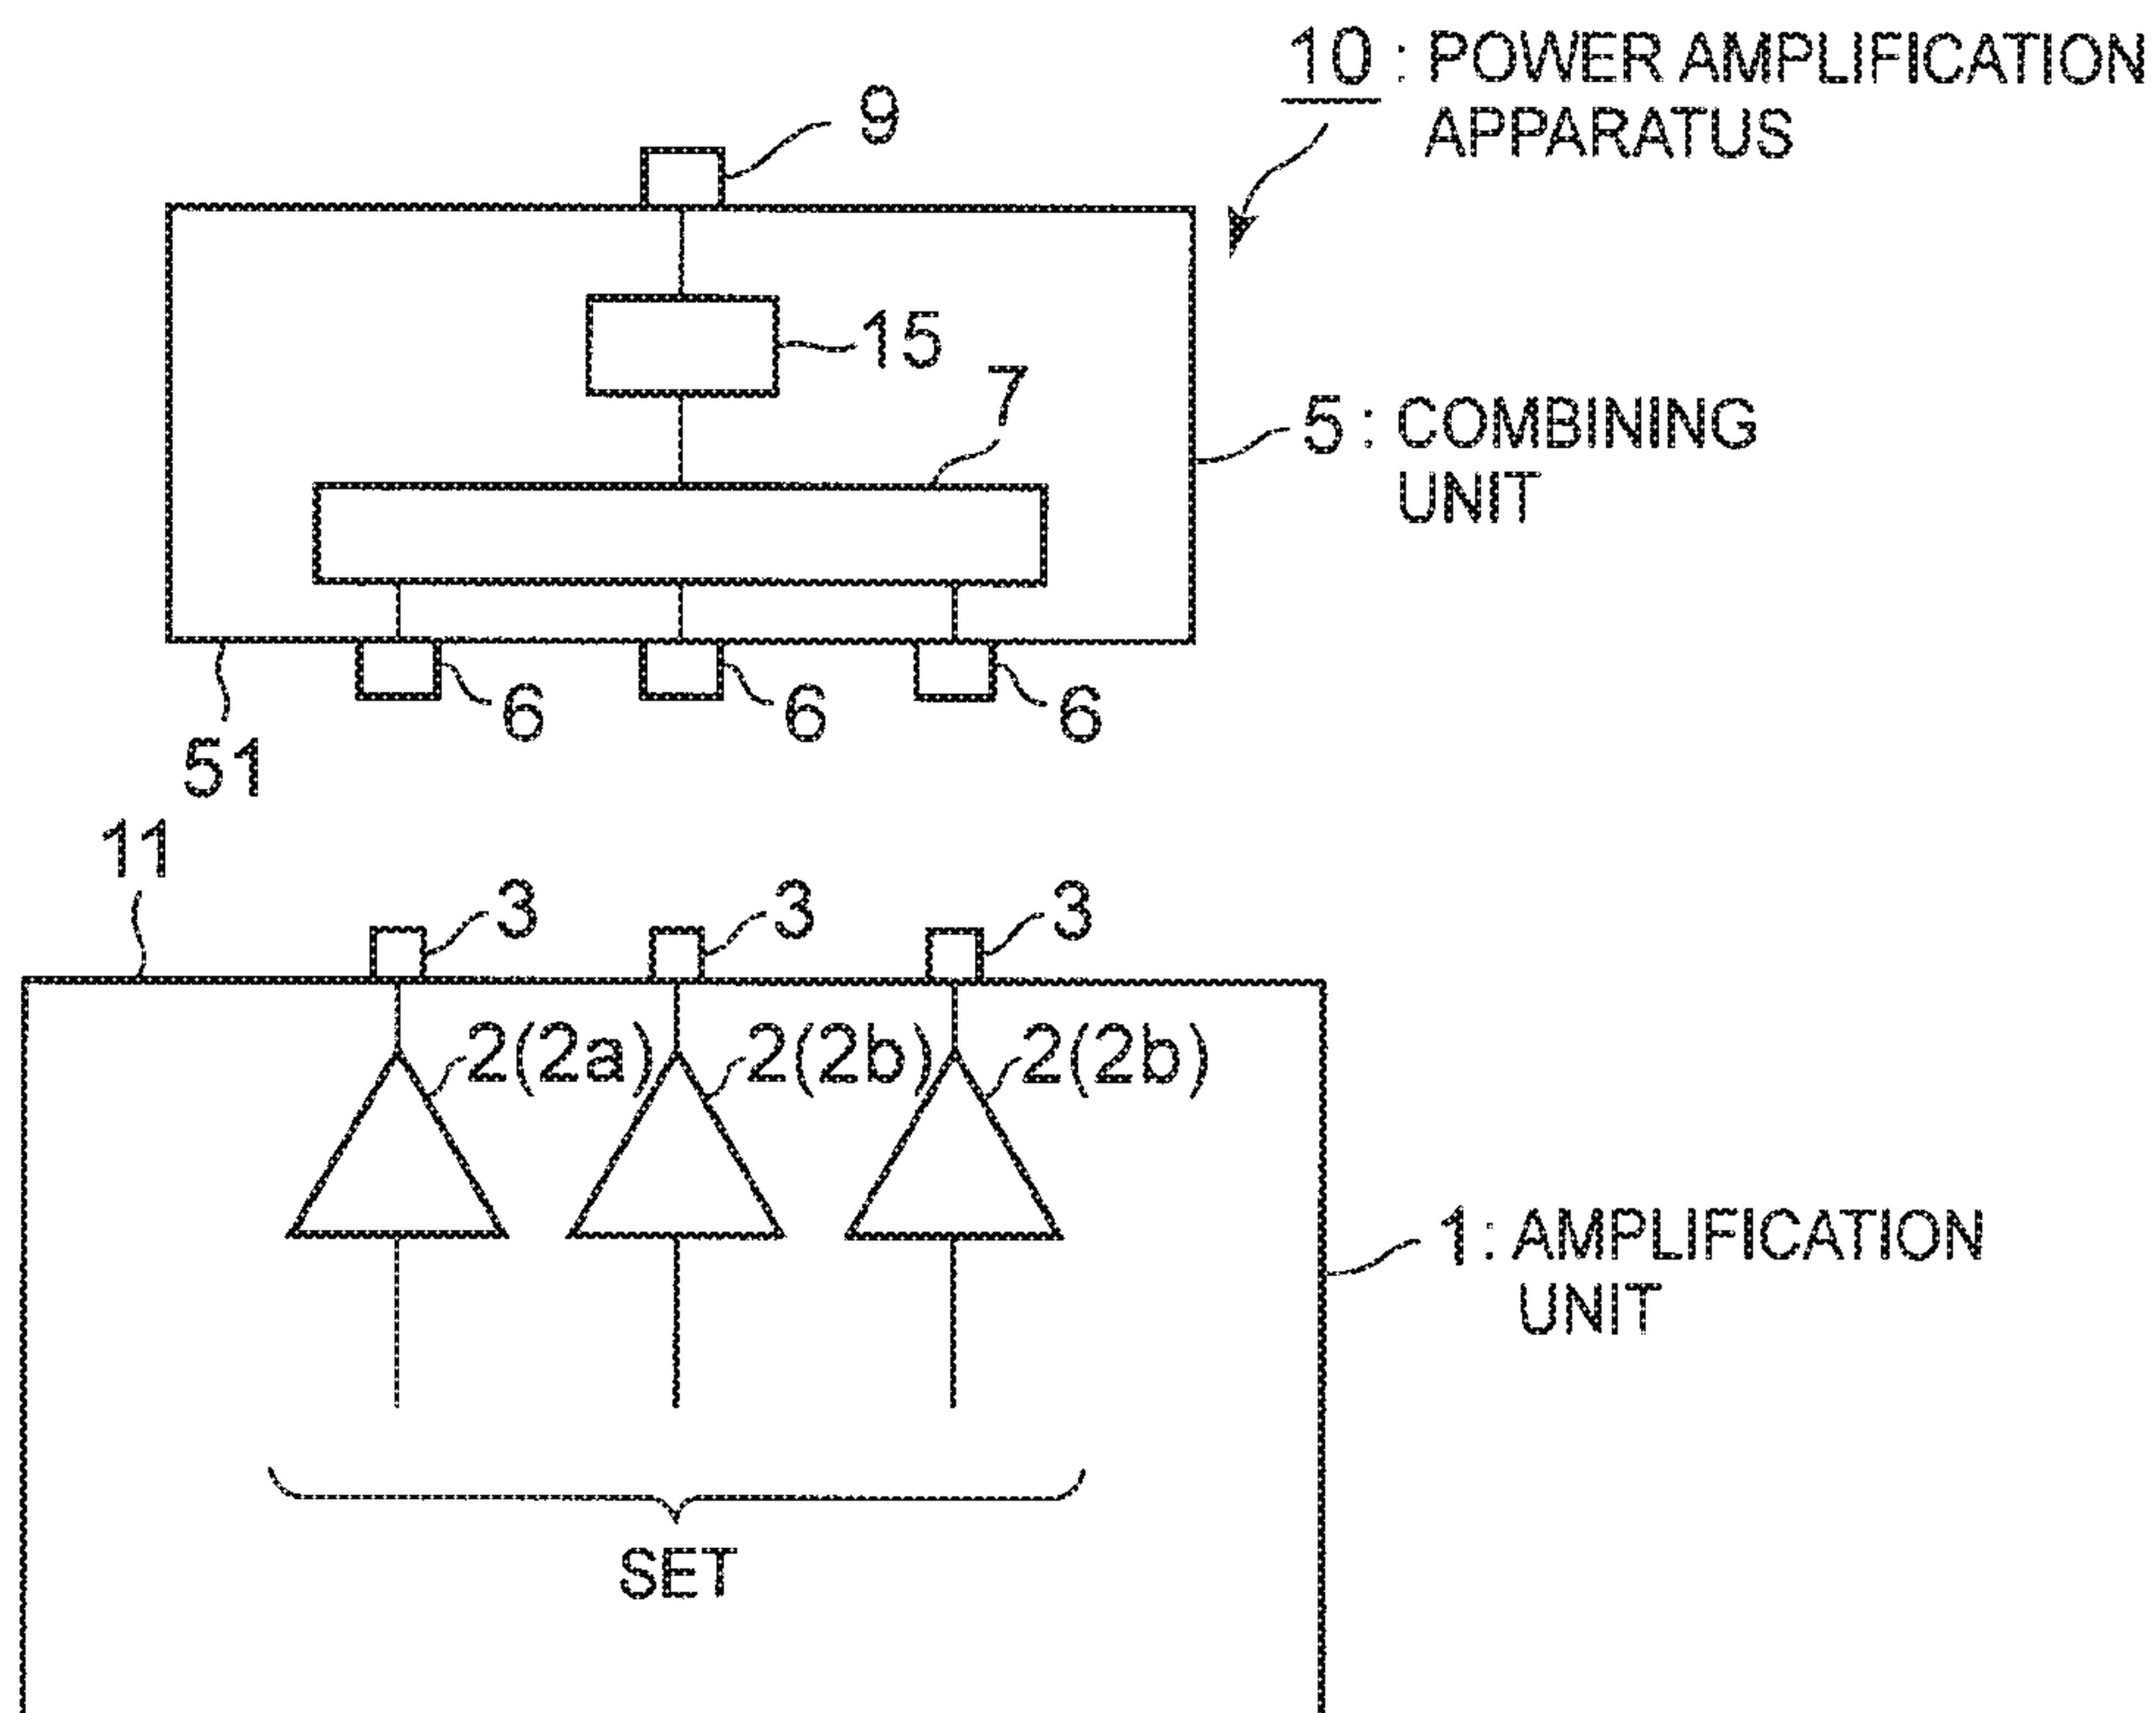 10 : POWER AMPLIFICATION
APPARATUS
9
15
7
5 : COMBINING
UNIT
6 6 6
51
11
3 3 3
2(2a) 2(2b) 2(2b)
1 : AMPLIFICATION
UNIT
SET